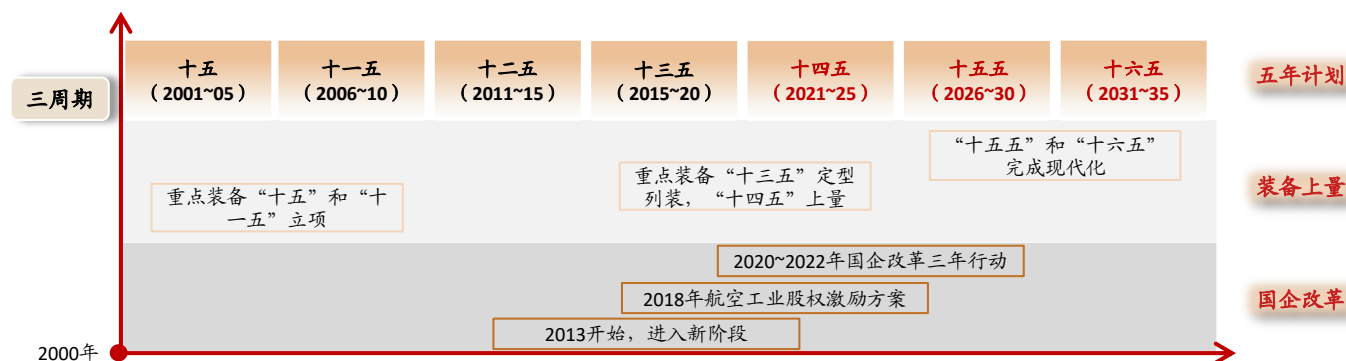 三周期
十五
（2001~05）
十一五
（2006~10）
十二五
（2011~15）
十三五
（2015~20）
十四五
（2021~25）
十五五
（2026~30）
十六五
（2031~35）
五年计划
重点装备“十五”和“十
一五”立项
重点装备“十三五”定型
列装，“十四五”上量
“十五五”和“十六五”
完成现代化
装备上量
2020~2022年国企改革三年行动
2018年航空工业股权激励方案
2013开始，进入新阶段
国企改革
2000年